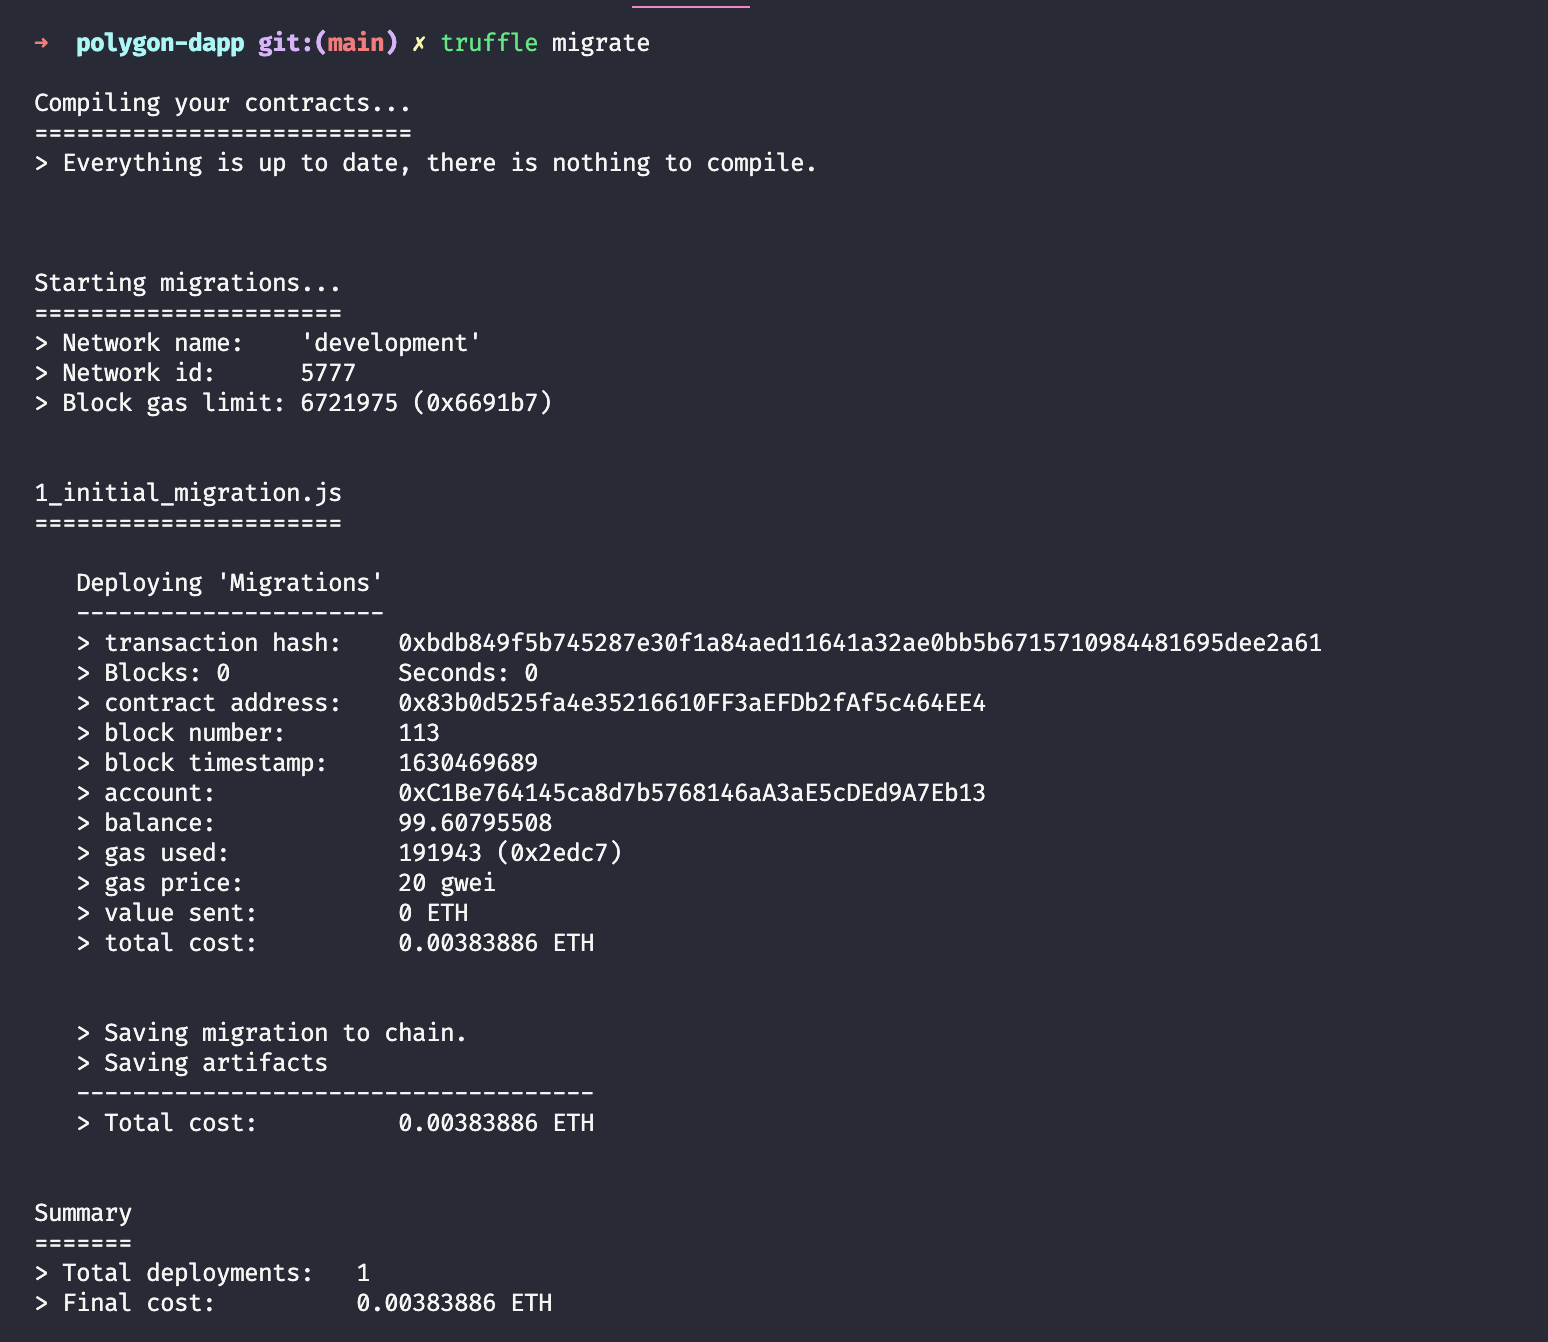 ➜ polygon-dapp git:(main) ✗ truffle migrate
Compiling your contracts...
===========================
> Everything is up to date, there is nothing to compile.
Starting migrations...
======================
> Network name:    'development'
> Network id:      5777
> Block gas limit: 6721975 (0x6691b7)
1_initial_migration.js
======================
Deploying 'Migrations'
----------------------
> transaction hash:    0xbdb849f5b745287e30f1a84aed11641a32ae0bb5b6715710984481695dee2a61
> Blocks: 0            Seconds: 0
> contract address:    0x83b0d525fa4e35216610FF3aEFDb2fAf5c464EE4
> block number:        113
> block timestamp:     1630469689
> account:             0xC1Be764145ca8d7b5768146aA3aE5cDEd9A7Eb13
> balance:             99.60795508
> gas used:            191943 (0x2edc7)
> gas price:           20 gwei
> value sent:          0 ETH
> total cost:          0.00383886 ETH
> Saving migration to chain.
> Saving artifacts
-------------------------------------
> Total cost:          0.00383886 ETH
Summary
=======
> Total deployments:   1
> Final cost:          0.00383886 ETH